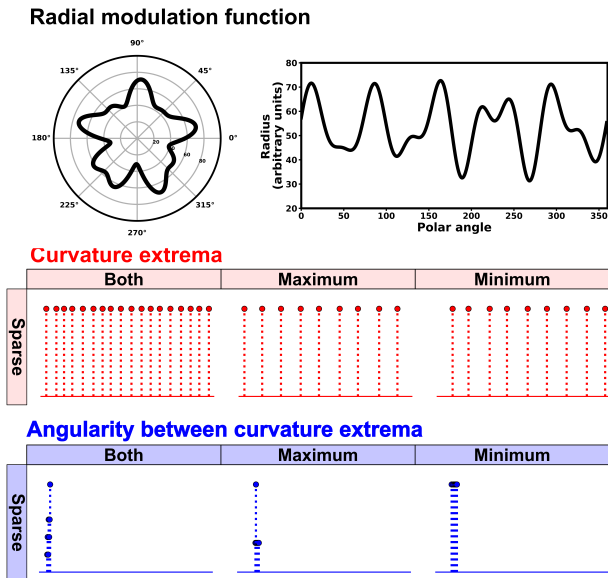 Radial modulation function
90°
135°
45°
180°
0°
20
60
80
225°
315°
270°
80
70
60
50
40
30
20
0
50
100
150
200
250
300
350
Radius
(arbitrary units)
Polar angle
Curvature extrema
Both
Maximum
Minimum
Sparse
Angularity between curvature extrema
Both
Maximum
Minimum
Sparse